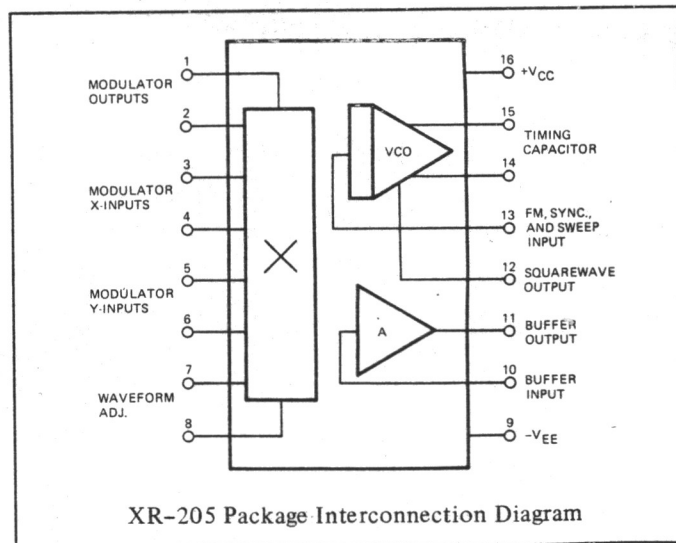 1
MODULATOR
OUTPUTS
2
3
MODULATOR
X-INPUTS
4
5
MODULATOR
Y-INPUTS
6
7
WAVEFORM
ADJ.
8
VCO
A
16
+VCC
15
TIMING
CAPACITOR
14
13
FM, SYNC.,
AND SWEEP
INPUT
12
SQUAREWAVE
OUTPUT
11
BUFFER
OUTPUT
10
BUFFER
INPUT
9
-VEE
XR-205 Package Interconnection Diagram